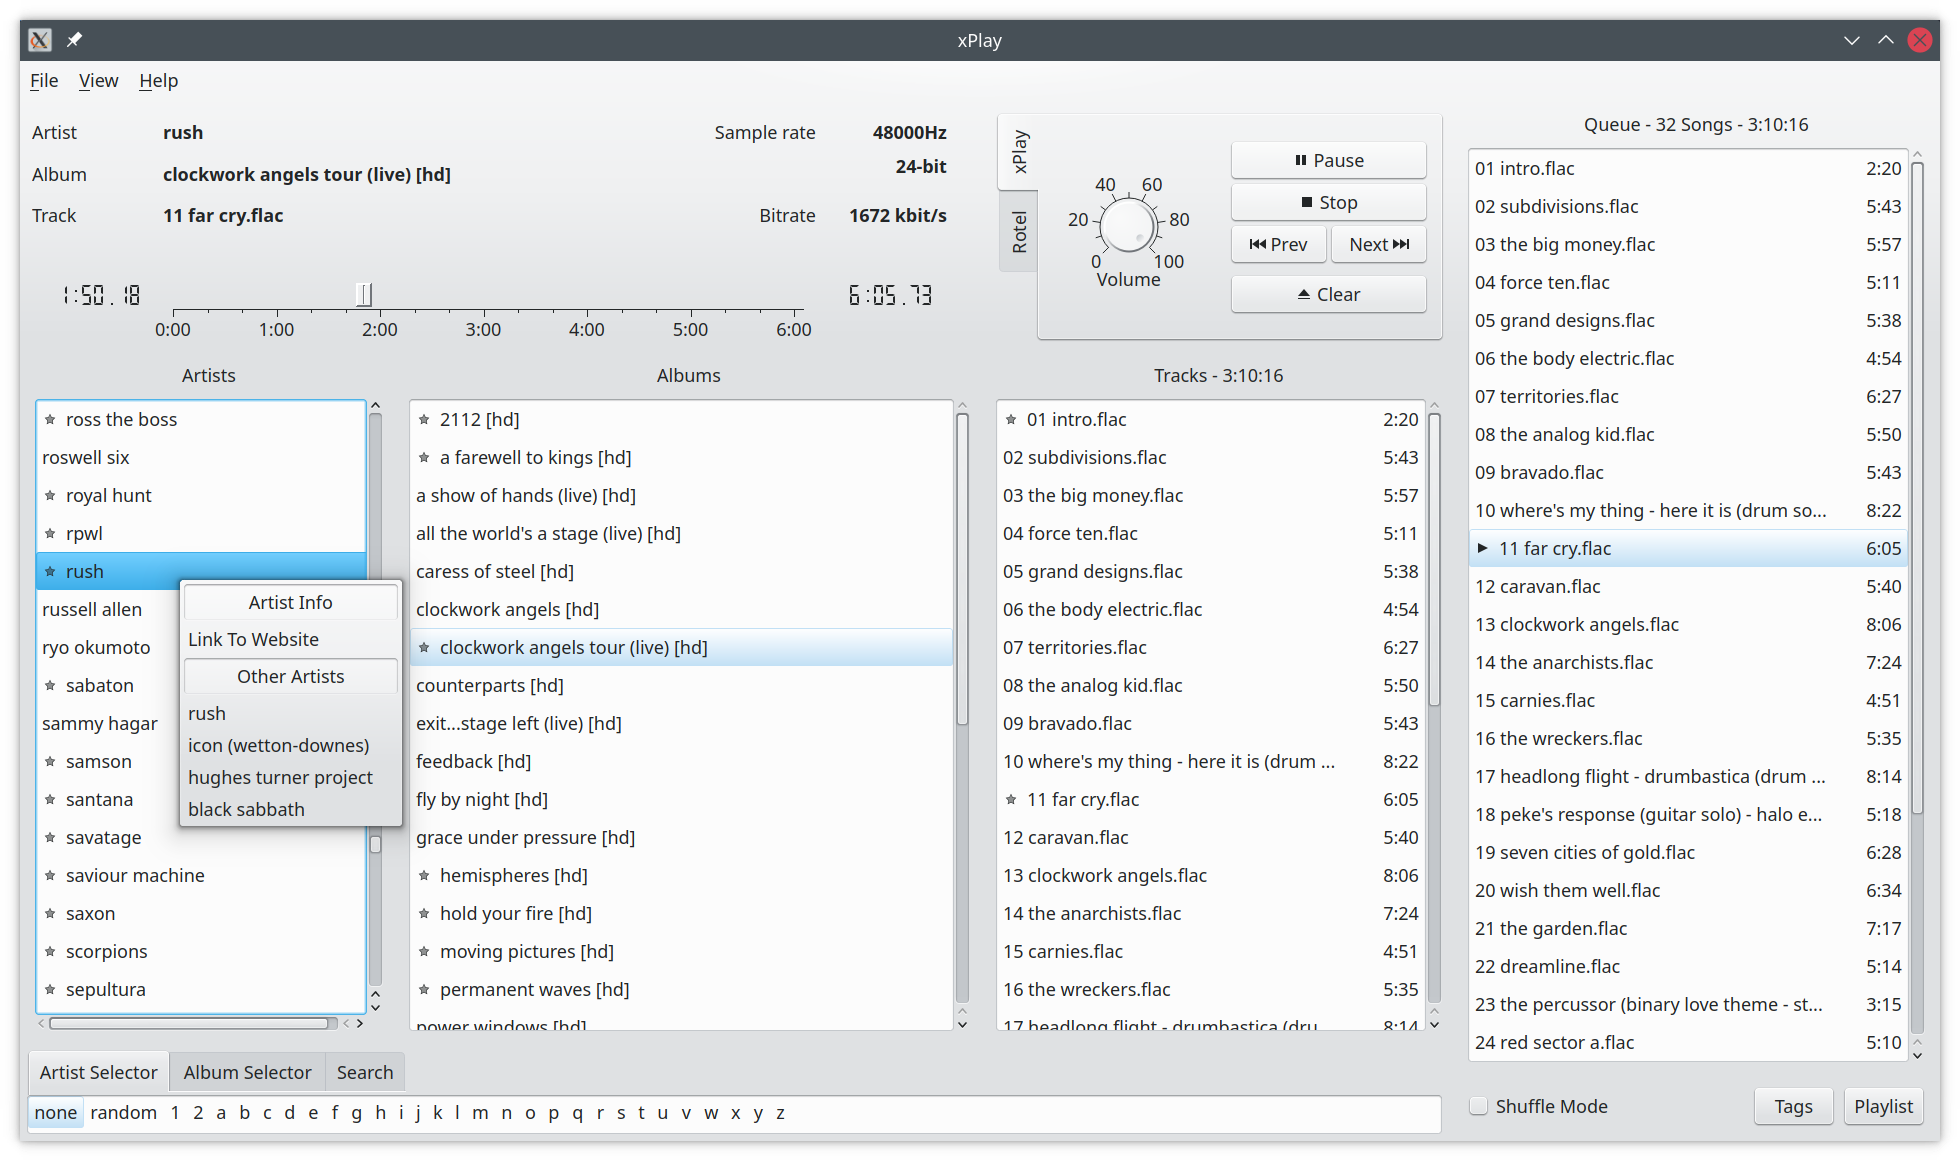 xPlay
File View Help
Artist rush
Album clockwork angels tour (live) [hd]
Track 11 far cry.flac
Sample rate 48000Hz
24-bit
Bitrate 1672 kbit/s
1:50.18
0:00 1:00 2:00 3:00 4:00 5:00 6:00
6:05.73
xPlay
Rotel
0 20 40 60 80 100
Volume
Pause
Stop
Prev Next
Clear
Artists
ross the boss
roswell six
royal hunt
rpwl
rush
russell allen
ryo okumoto
sabaton
sammy hagar
samson
santana
savatage
saviour machine
saxon
scorpions
sepultura
Artist Info
Link To Website
Other Artists
rush
icon (wetton-downes)
hughes turner project
black sabbath
Albums
2112 [hd]
a farewell to kings [hd]
a show of hands (live) [hd]
all the world's a stage (live) [hd]
caress of steel [hd]
clockwork angels [hd]
clockwork angels tour (live) [hd]
counterparts [hd]
exit...stage left (live) [hd]
feedback [hd]
fly by night [hd]
grace under pressure [hd]
hemispheres [hd]
hold your fire [hd]
moving pictures [hd]
permanent waves [hd]
power windows [hd]
Tracks - 3:10:16
01 intro.flac 2:20
02 subdivisions.flac 5:43
03 the big money.flac 5:57
04 force ten.flac 5:11
05 grand designs.flac 5:38
06 the body electric.flac 4:54
07 territories.flac 6:27
08 the analog kid.flac 5:50
09 bravado.flac 5:43
10 where's my thing - here it is (drum ... 8:22
11 far cry.flac 6:05
12 caravan.flac 5:40
13 clockwork angels.flac 8:06
14 the anarchists.flac 7:24
15 carnies.flac 4:51
16 the wreckers.flac 5:35
17 headlong flight - drumbastica (dru... 8:14
Queue - 32 Songs - 3:10:16
01 intro.flac 2:20
02 subdivisions.flac 5:43
03 the big money.flac 5:57
04 force ten.flac 5:11
05 grand designs.flac 5:38
06 the body electric.flac 4:54
07 territories.flac 6:27
08 the analog kid.flac 5:50
09 bravado.flac 5:43
10 where's my thing - here it is (drum so... 8:22
11 far cry.flac 6:05
12 caravan.flac 5:40
13 clockwork angels.flac 8:06
14 the anarchists.flac 7:24
15 carnies.flac 4:51
16 the wreckers.flac 5:35
17 headlong flight - drumbastica (drum ... 8:14
18 peke's response (guitar solo) - halo e... 5:18
19 seven cities of gold.flac 6:28
20 wish them well.flac 6:34
21 the garden.flac 7:17
22 dreamline.flac 5:14
23 the percussor (binary love theme - st... 3:15
24 red sector a.flac 5:10
Artist Selector Album Selector Search
none random 1 2 a b c d e f g h i j k l m n o p q r s t u v w x y z
Shuffle Mode Tags Playlist